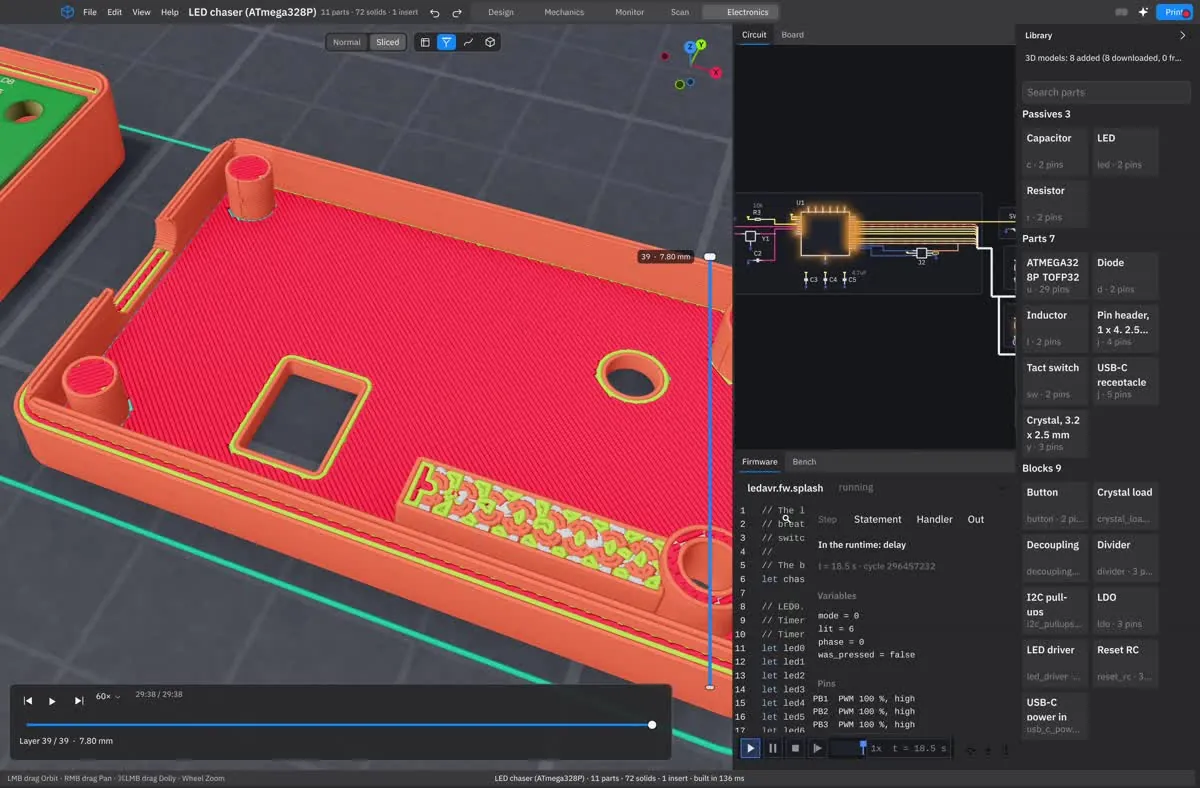 File Edit View Help LED chaser (ATmega328P) 11 parts · 72 solids · 1 insert
Design Mechanics Monitor Scan Electronics
Print
Normal Sliced
Z Y X
39 · 7.80 mm
60× 29:38 / 29:38
Layer 39 / 39 · 7.80 mm
Circuit Board
10k
R3
U1
Y1
C2
C3 C4 C5
4.7uF
J2
SW
Firmware Bench
ledavr.fw.splash running
1 // The l
2 // breat
3 // switc
4 //
5 // The b
6 let chas
7
8 // LED0.
9 // Timer
10 // Timer
11 let led0
12 let led1
13 let led2
14 let led3
15 let led4
16 let led5
17 let led6
Step Statement Handler Out
In the runtime: delay
t = 18.5 s · cycle 296457232
Variables
mode = 0
lit = 6
phase = 0
was_pressed = false
Pins
PB1 PWM 100 %, high
PB2 PWM 100 %, high
PB3 PWM 100 %, high
1x t = 18.5 s
Library
3D models: 8 added (8 downloaded, 0 fr...
Search parts
Passives 3
Capacitor
c · 2 pins
LED
led · 2 pins
Resistor
r · 2 pins
Parts 7
ATMEGA32
8P TQFP32
u · 29 pins
Diode
d · 2 pins
Inductor
l · 2 pins
Pin header,
1 x 4, 2.5...
j · 4 pins
Tact switch
sw · 2 pins
USB-C
receptacle
j · 5 pins
Crystal, 3.2
x 2.5 mm
y · 3 pins
Blocks 9
Button
button · 2 pi...
Crystal load
crystal_loa...
Decoupling
decoupling...
Divider
divider · 3 p...
I2C pull-
ups
i2c_pullups...
LDO
ldo · 3 pins
LED driver
led_driver ·...
Reset RC
reset_rc · 3...
USB-C
power in
usb_c_pow...
LMB drag Orbit · RMB drag Pan · ⌘LMB drag Dolly · Wheel Zoom
LED chaser (ATmega328P) · 11 parts · 72 solids · 1 insert · built in 136 ms